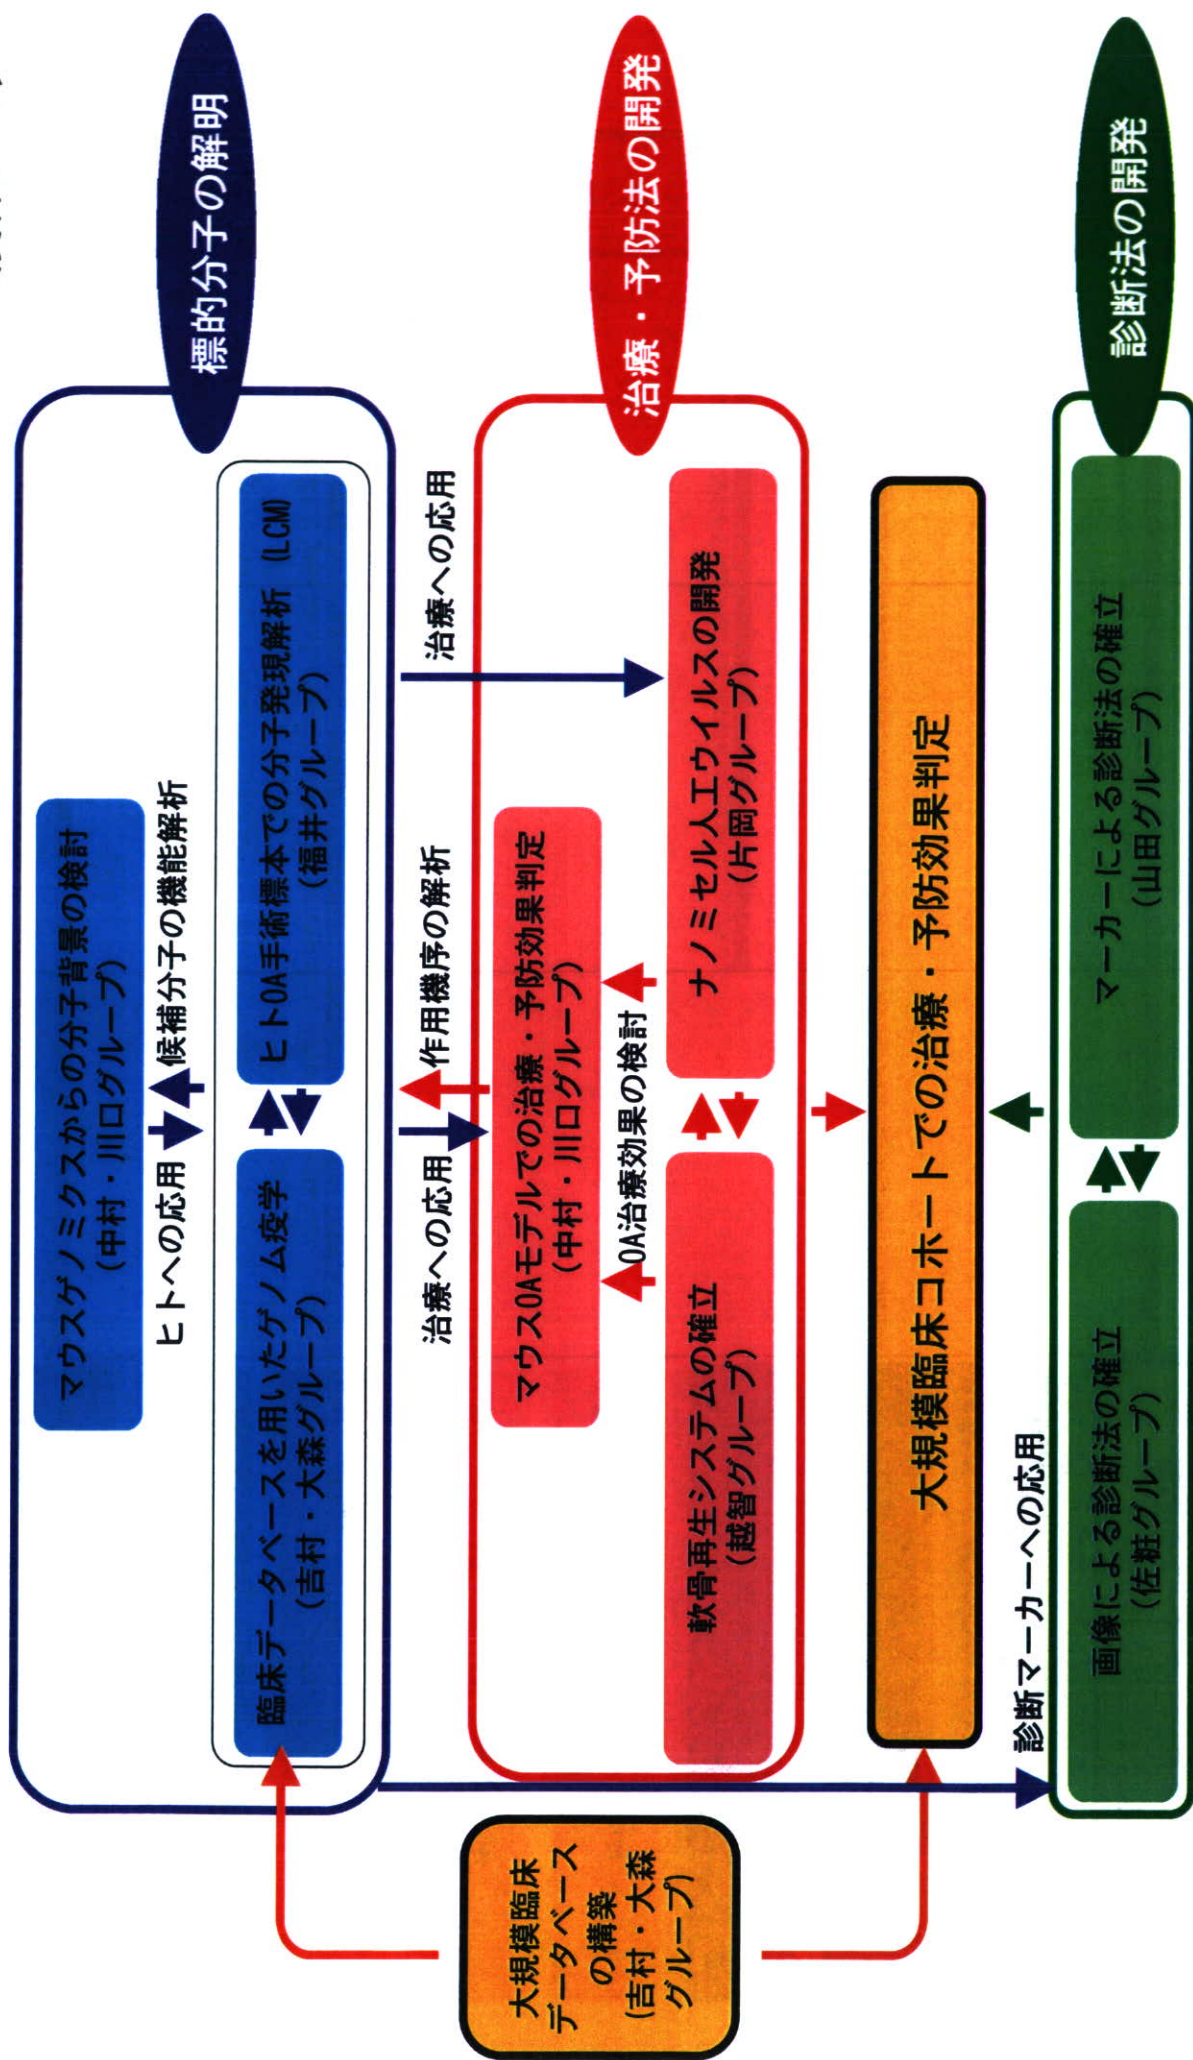 標的分子の解明
マウスゲノミクスからの分子背景の検討
(中村・川口グループ)
ヒトへの応用
候補分子の機能解析
臨床データベースを用いたゲノム疫学
(吉村・大森グループ)
ヒトOA手術標本での分子発現解析 (LCM)
(福井グループ)
治療への応用
作用機序の解析
治療への応用
治療・予防法の開発
マウスOAモデルでの治療・予防効果判定
(中村・川口グループ)
OA治療効果の検討
軟骨再生システムの確立
(越智グループ)
ナノミセル人工ウイルスの開発
(片岡グループ)
大規模臨床
データベース
の構築
(吉村・大森
グループ)
大規模臨床コホートでの治療・予防効果判定
診断マーカーへの応用
診断法の開発
画像による診断法の確立
(佐粧グループ)
マーカーによる診断法の確立
(山田グループ)